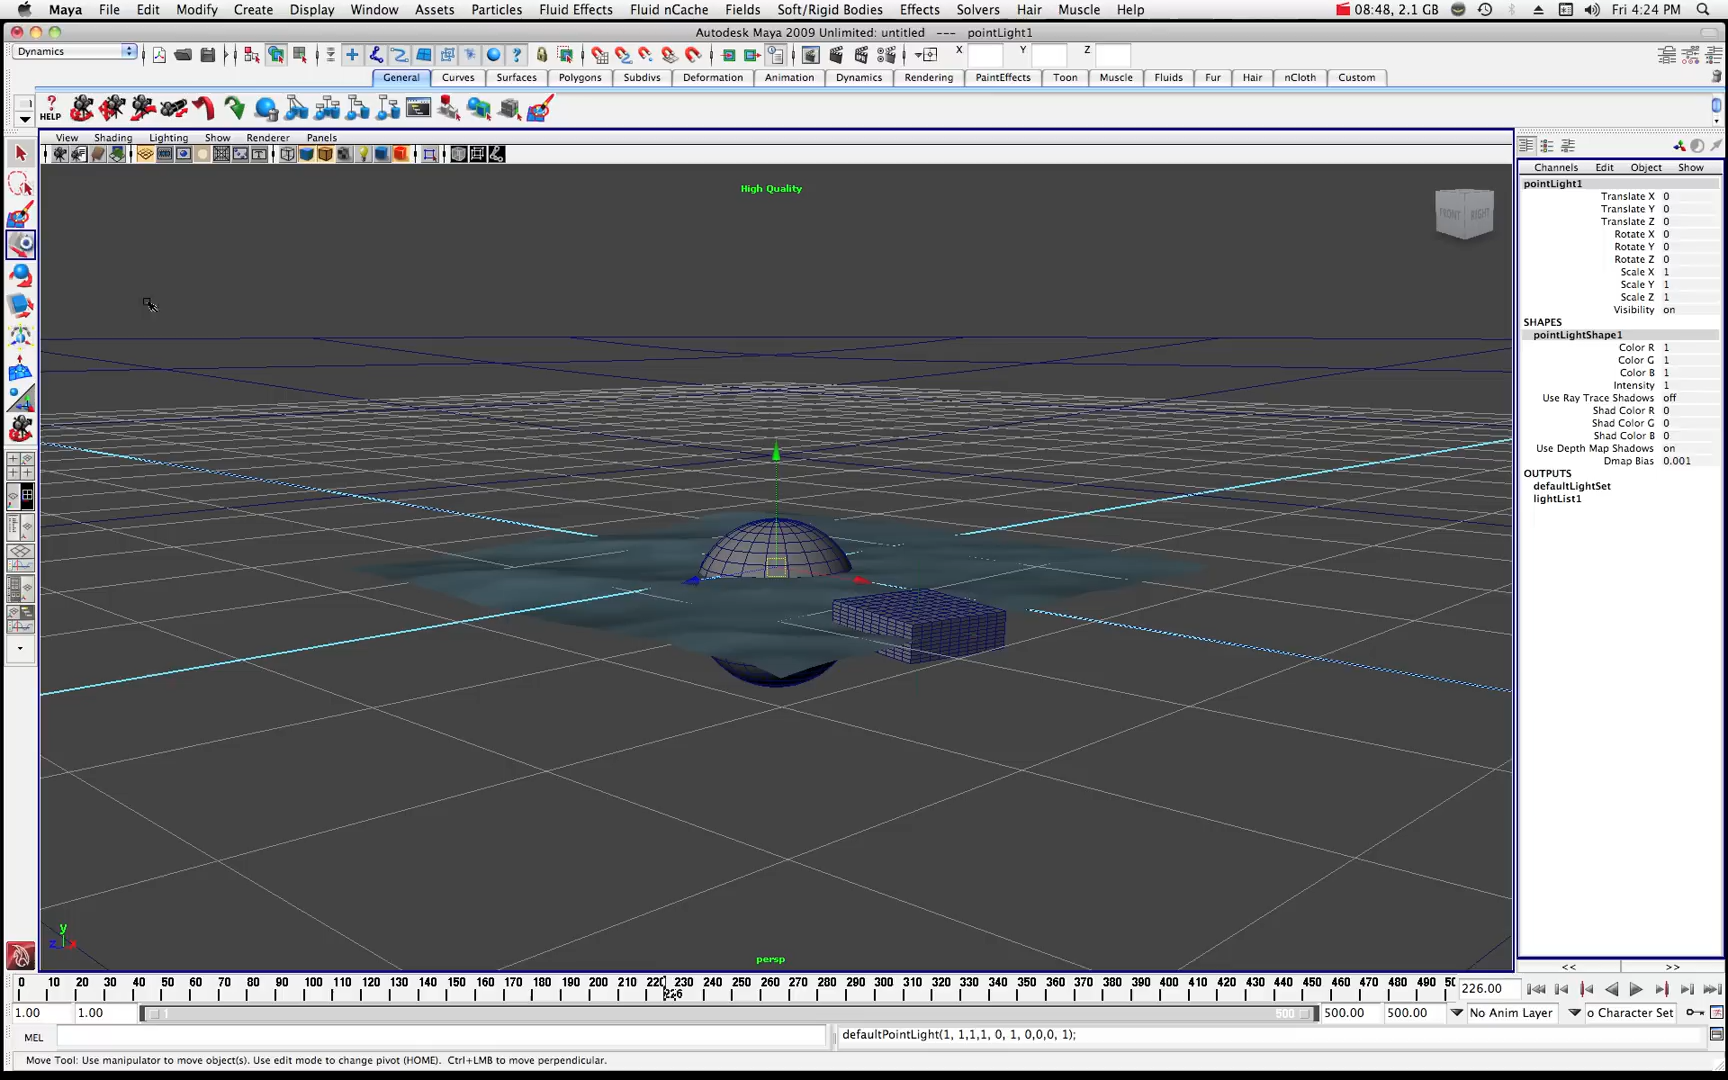 Maya File Edit Modify Create Display Window Assets Particles Fluid Effects Fluid nCache Fields Soft/Rigid Bodies Effects Solvers Hair Muscle Help 08:48, 2.1 GB Fri 4:24 PM
Autodesk Maya 2009 Unlimited: untitled --- pointLight1
Dynamics X Y Z
General Curves Surfaces Polygons Subdivs Deformation Animation Dynamics Rendering PaintEffects Toon Muscle Fluids Fur Hair nCloth Custom
HELP
View Shading Lighting Show Renderer Panels
High Quality
FRONT RIGHT
persp
y
z x
Channels Edit Object Show
pointLight1
Translate X 0
Translate Y 0
Translate Z 0
Rotate X 0
Rotate Y 0
Rotate Z 0
Scale X 1
Scale Y 1
Scale Z 1
Visibility on
SHAPES
pointLightShape1
Color R 1
Color G 1
Color B 1
Intensity 1
Use Ray Trace Shadows off
Shad Color R 0
Shad Color G 0
Shad Color B 0
Use Depth Map Shadows on
Dmap Bias 0.001
OUTPUTS
defaultLightSet
lightList1
<< >>
0 10 20 30 40 50 60 70 80 90 100 110 120 130 140 150 160 170 180 190 200 210 220 230 240 250 260 270 280 290 300 310 320 330 340 350 360 370 380 390 400 410 420 430 440 450 460 470 480 490 50 226.00
226
1.00 1.00 1 500 500.00 500.00 No Anim Layer o Character Set
MEL defaultPointLight(1, 1,1,1, 0, 1, 0,0,0, 1);
Move Tool: Use manipulator to move object(s). Use edit mode to change pivot (HOME). Ctrl+LMB to move perpendicular.